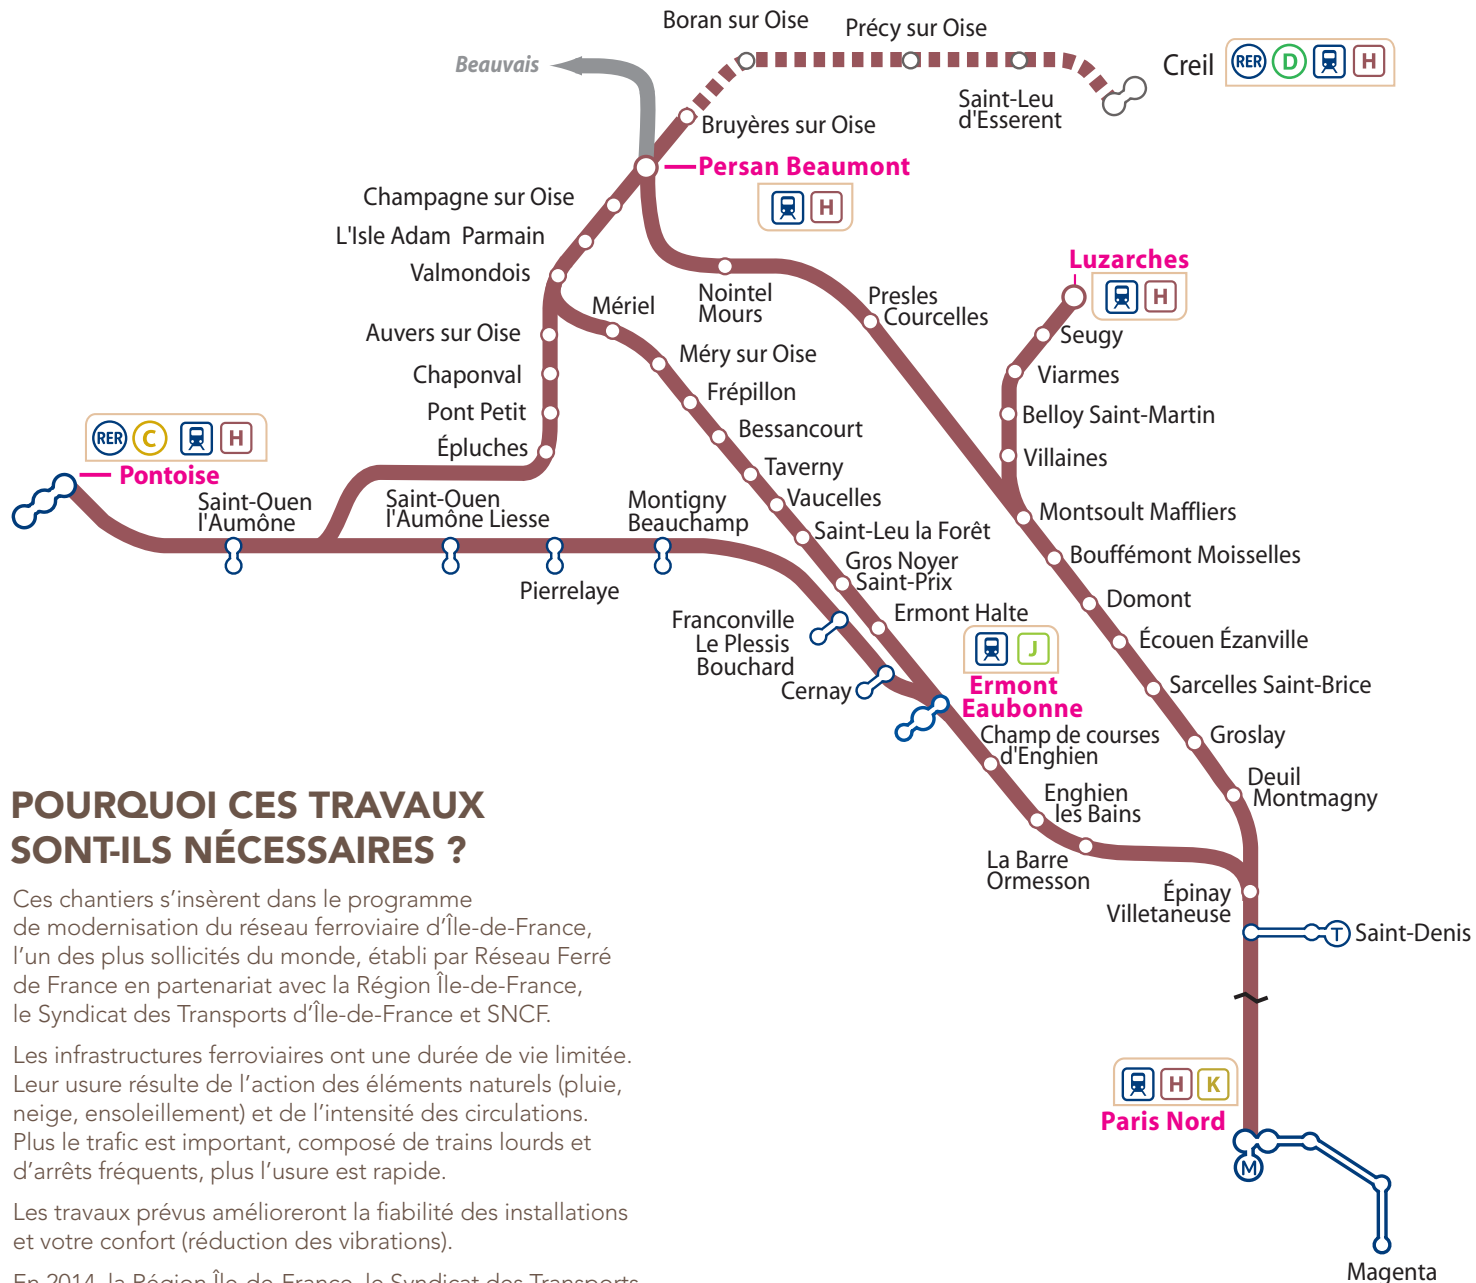 Boran sur Oise
Précy sur Oise
Beauvais
Creil
RER D H
Saint-Leu
d'Esserent
Bruyères sur Oise
Persan Beaumont
H
Champagne sur Oise
L'Isle Adam Parmain
Valmondois
Nointel
Mours
Presles
Courcelles
Luzarches
H
Seugy
Viarmes
Belloy Saint-Martin
Villaines
Mériel
Auvers sur Oise
Méry sur Oise
Chaponval
Frépillon
Pont Petit
Bessancourt
Épluches
Taverny
RER C H
Pontoise
Vaucelles
Saint-Ouen
l'Aumône
Saint-Ouen
l'Aumône Liesse
Montigny
Beauchamp
Montsoult Maffliers
Saint-Leu la Forêt
Bouffémont Moisselles
Gros Noyer
Saint-Prix
Pierrelaye
Domont
Ermont Halte
Franconville
Le Plessis
Bouchard
Écouen Ézanville
J
Cernay
Ermont
Eaubonne
Sarcelles Saint-Brice
Champ de courses
d'Enghien
Groslay
Enghien
les Bains
Deuil
Montmagny
La Barre
Ormesson
Épinay
Villetaneuse
T Saint-Denis
H K
Paris Nord
M
Magenta
POURQUOI CES TRAVAUX
SONT-ILS NÉCESSAIRES ?
Ces chantiers s’insèrent dans le programme
de modernisation du réseau ferroviaire d’Île-de-France,
l’un des plus sollicités du monde, établi par Réseau Ferré
de France en partenariat avec la Région Île-de-France,
le Syndicat des Transports d’Île-de-France et SNCF.
Les infrastructures ferroviaires ont une durée de vie limitée.
Leur usure résulte de l’action des éléments naturels (pluie,
neige, ensoleillement) et de l’intensité des circulations.
Plus le trafic est important, composé de trains lourds et
d’arrêts fréquents, plus l’usure est rapide.
Les travaux prévus amélioreront la fiabilité des installations
et votre confort (réduction des vibrations).
En 2014, la Région Île-de-France, le Syndicat des Transports